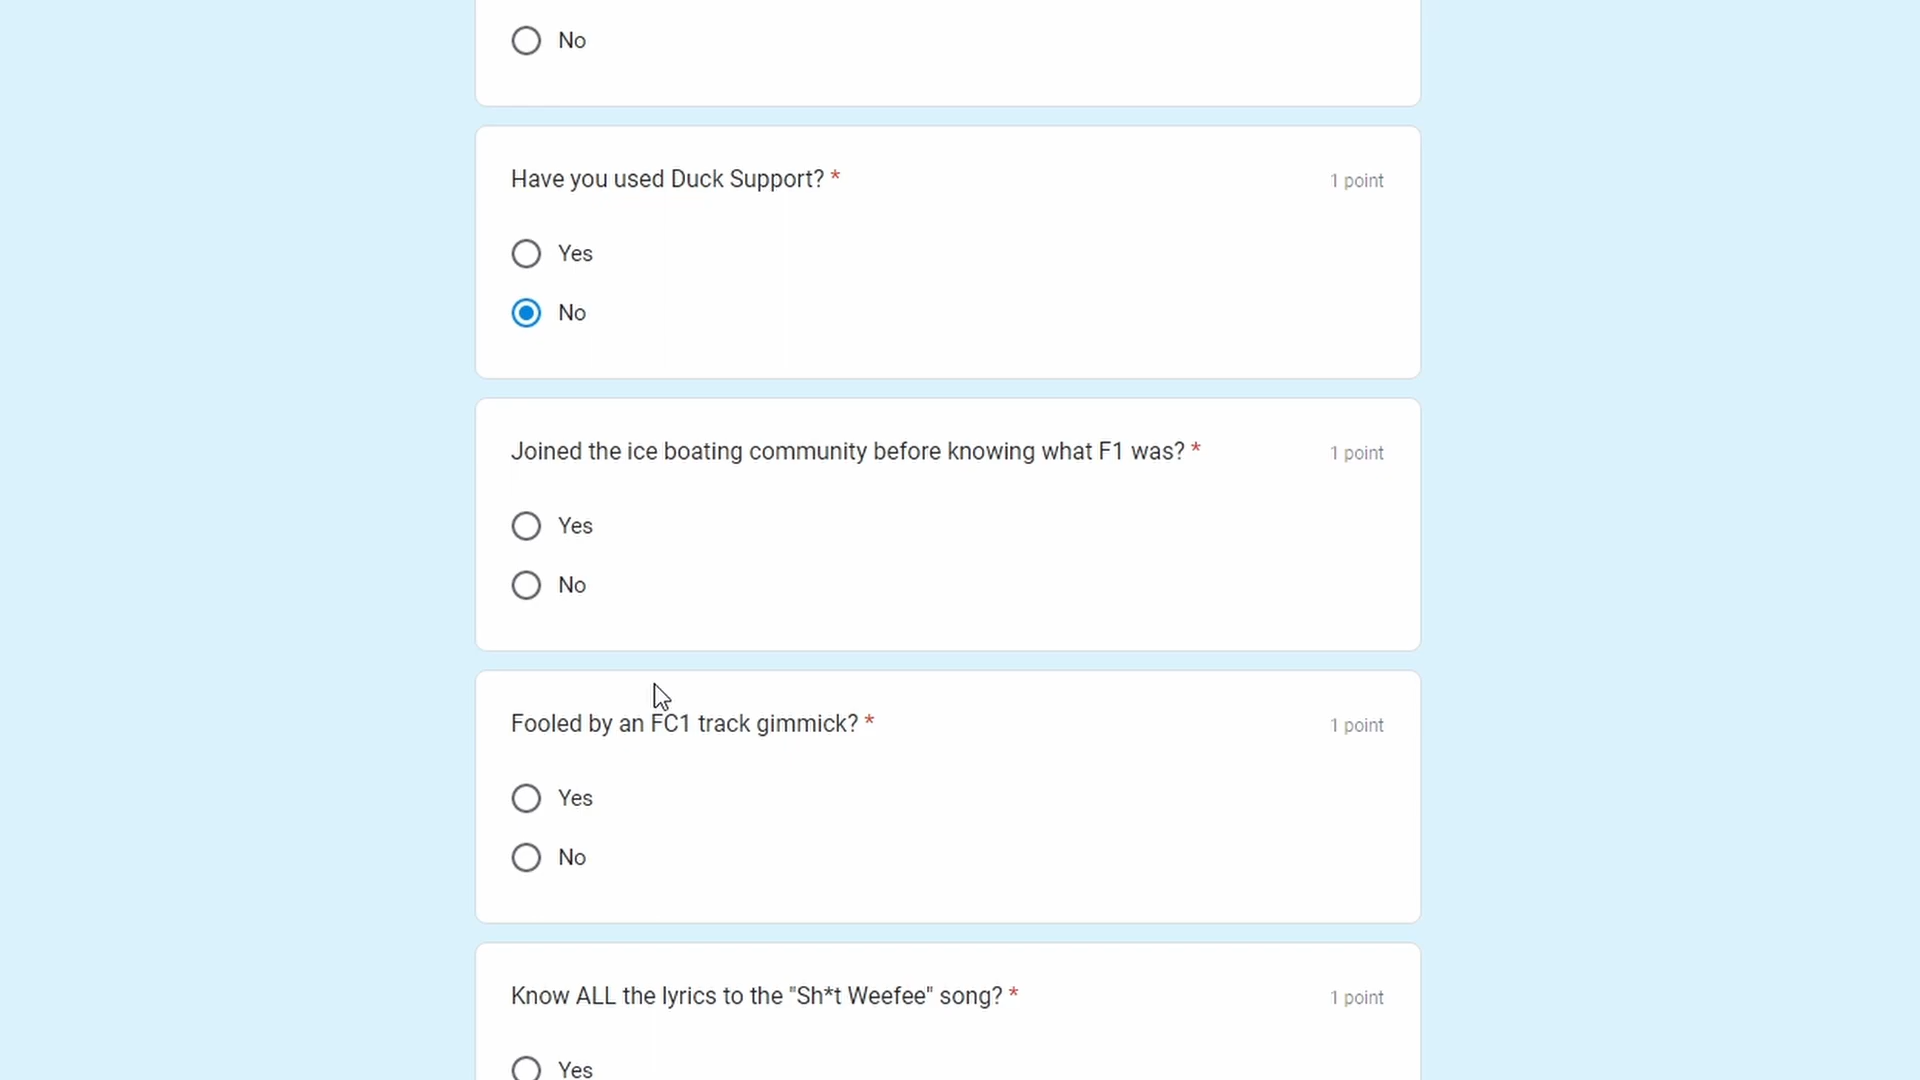 No
Have you used Duck Support? * 1 point
Yes
No
Joined the ice boating community before knowing what F1 was? * 1 point
Yes
No
Fooled by an FC1 track gimmick? * 1 point
Yes
No
Know ALL the lyrics to the "Sh*t Weefee" song? * 1 point
Yes